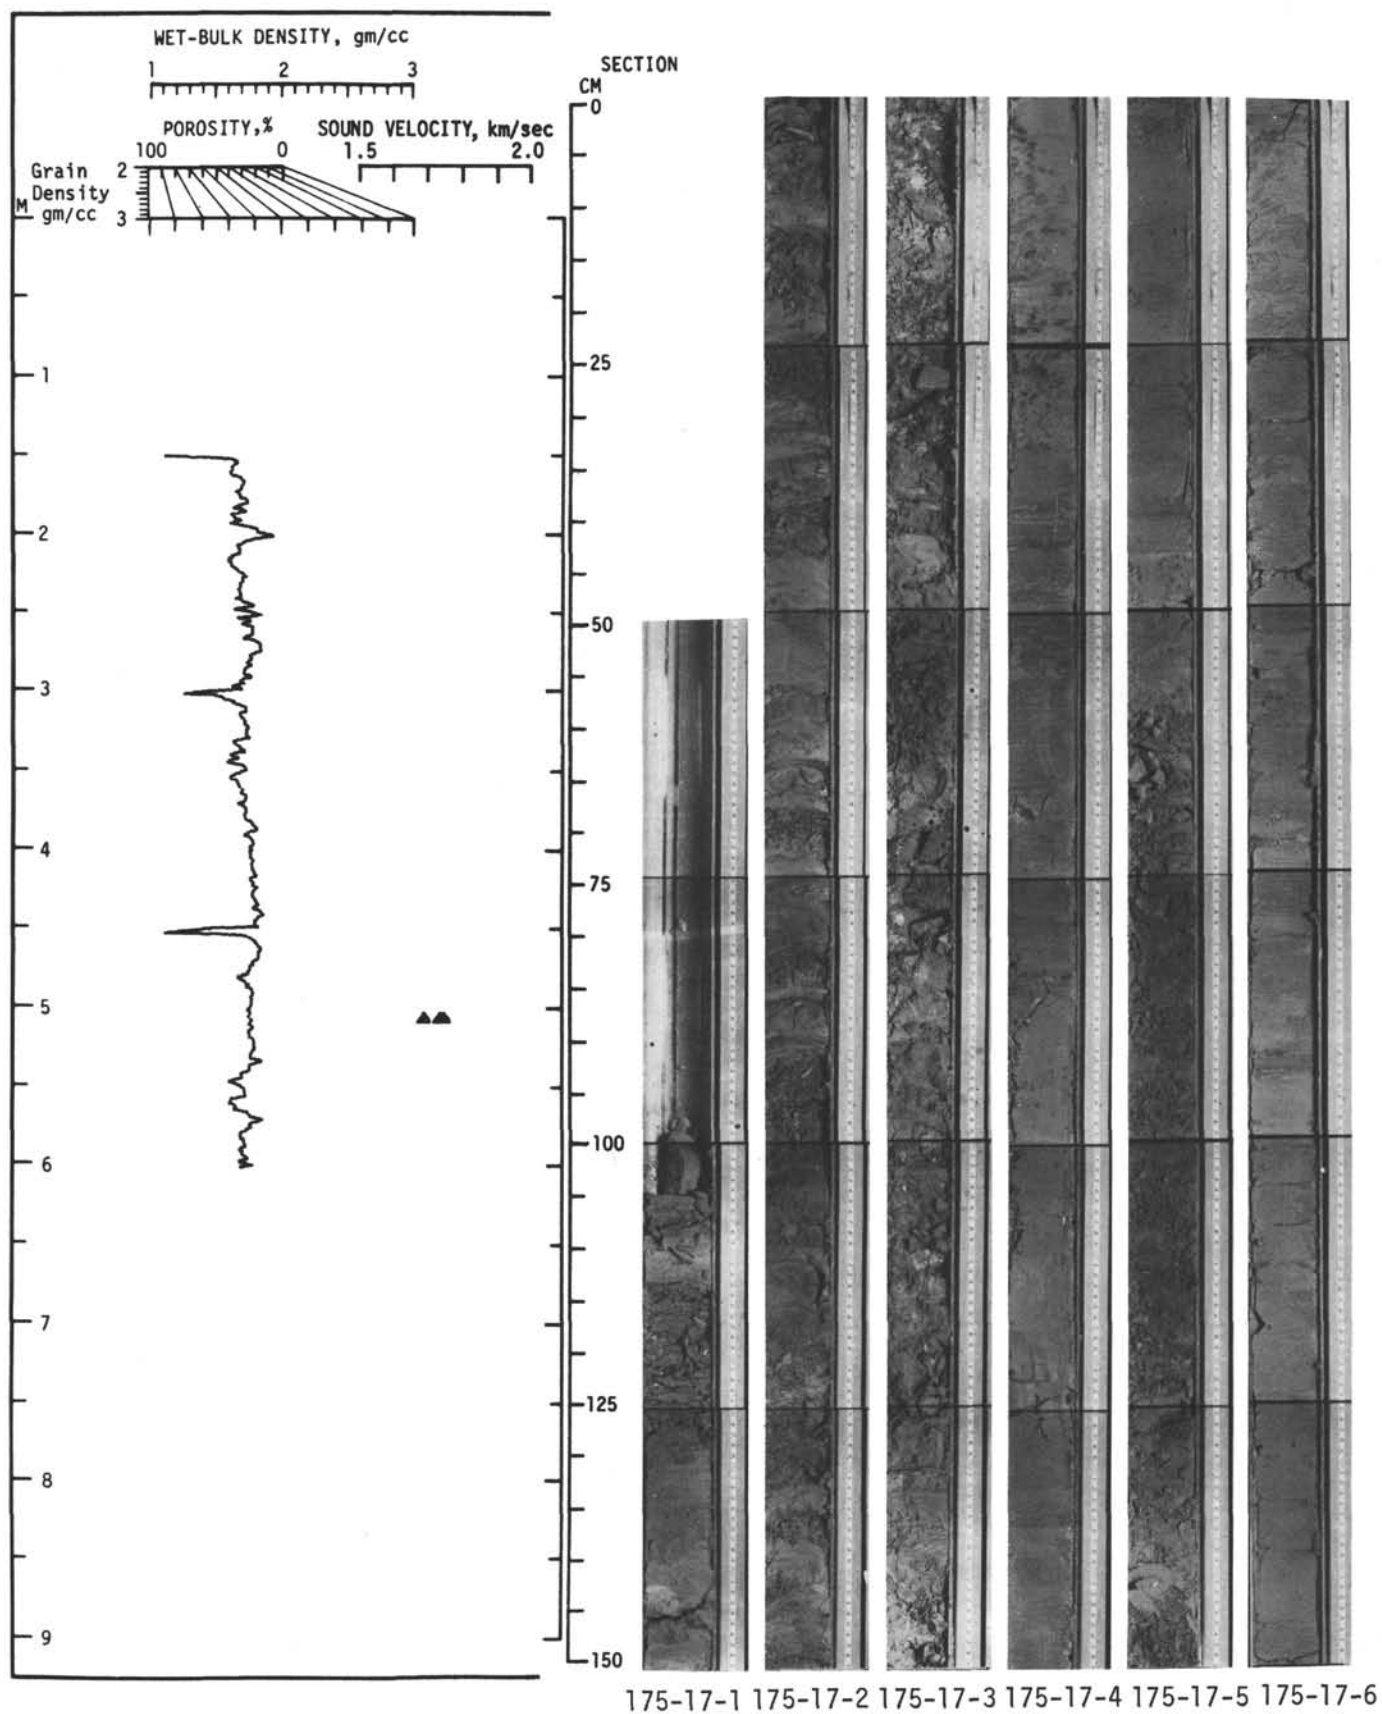 WET-BULK DENSITY, gm/cc
1 2 3
SECTION
CM
POROSITY,% SOUND VELOCITY, km/sec
100 0 1.5 2.0
Grain
Density
gm/cc
2
3
M
1
2
3
4
5
6
7
8
9
0
25
50
75
100
125
150
175-17-1 175-17-2 175-17-3 175-17-4 175-17-5 175-17-6